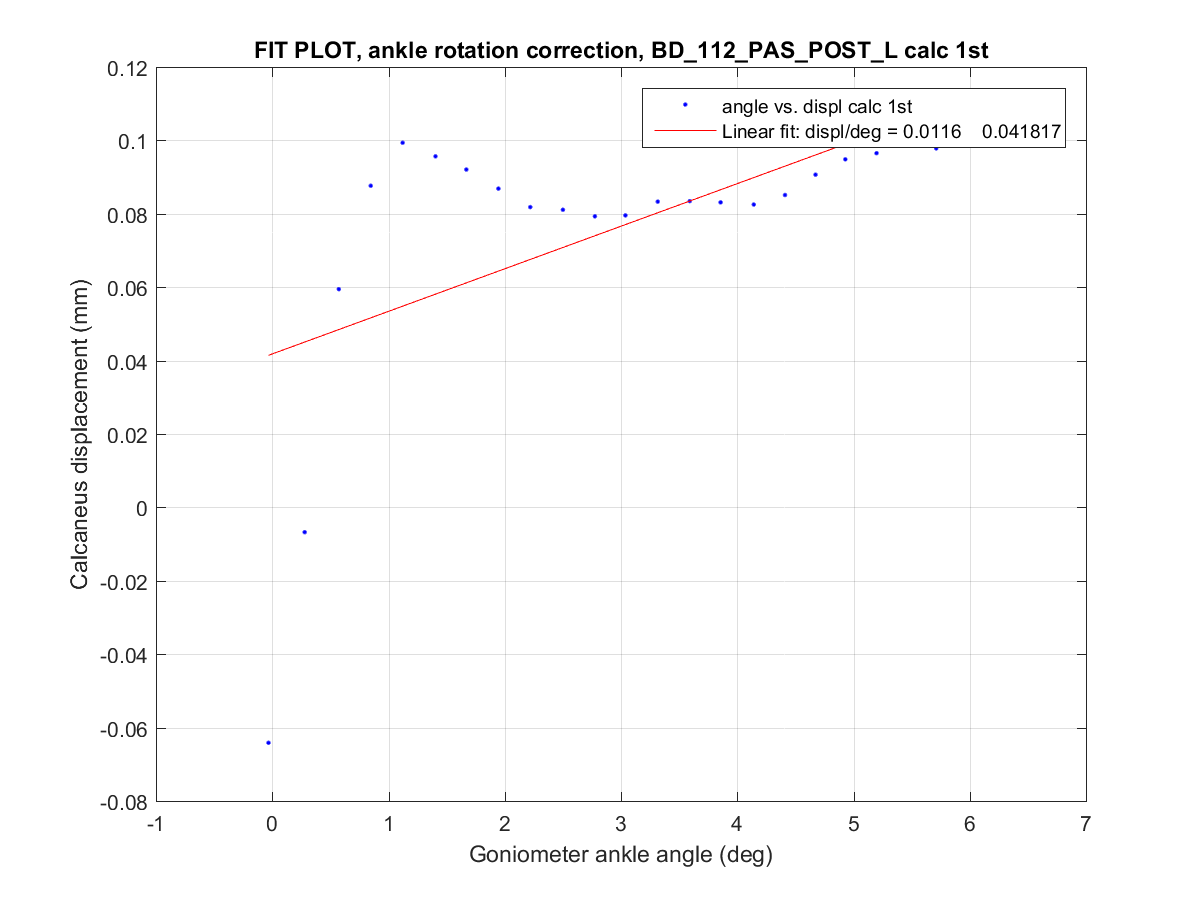 FIT PLOT, ankle rotation correction, BD_112_PAS_POST_L calc 1st
0.12
angle vs. displ calc 1st
Linear fit: displ/deg = 0.0116    0.041817
0.1
0.08
0.06
0.04
0.02
0
-0.02
-0.04
-0.06
-0.08
Calcaneus displacement (mm)
-1 0 1 2 3 4 5 6 7
Goniometer ankle angle (deg)